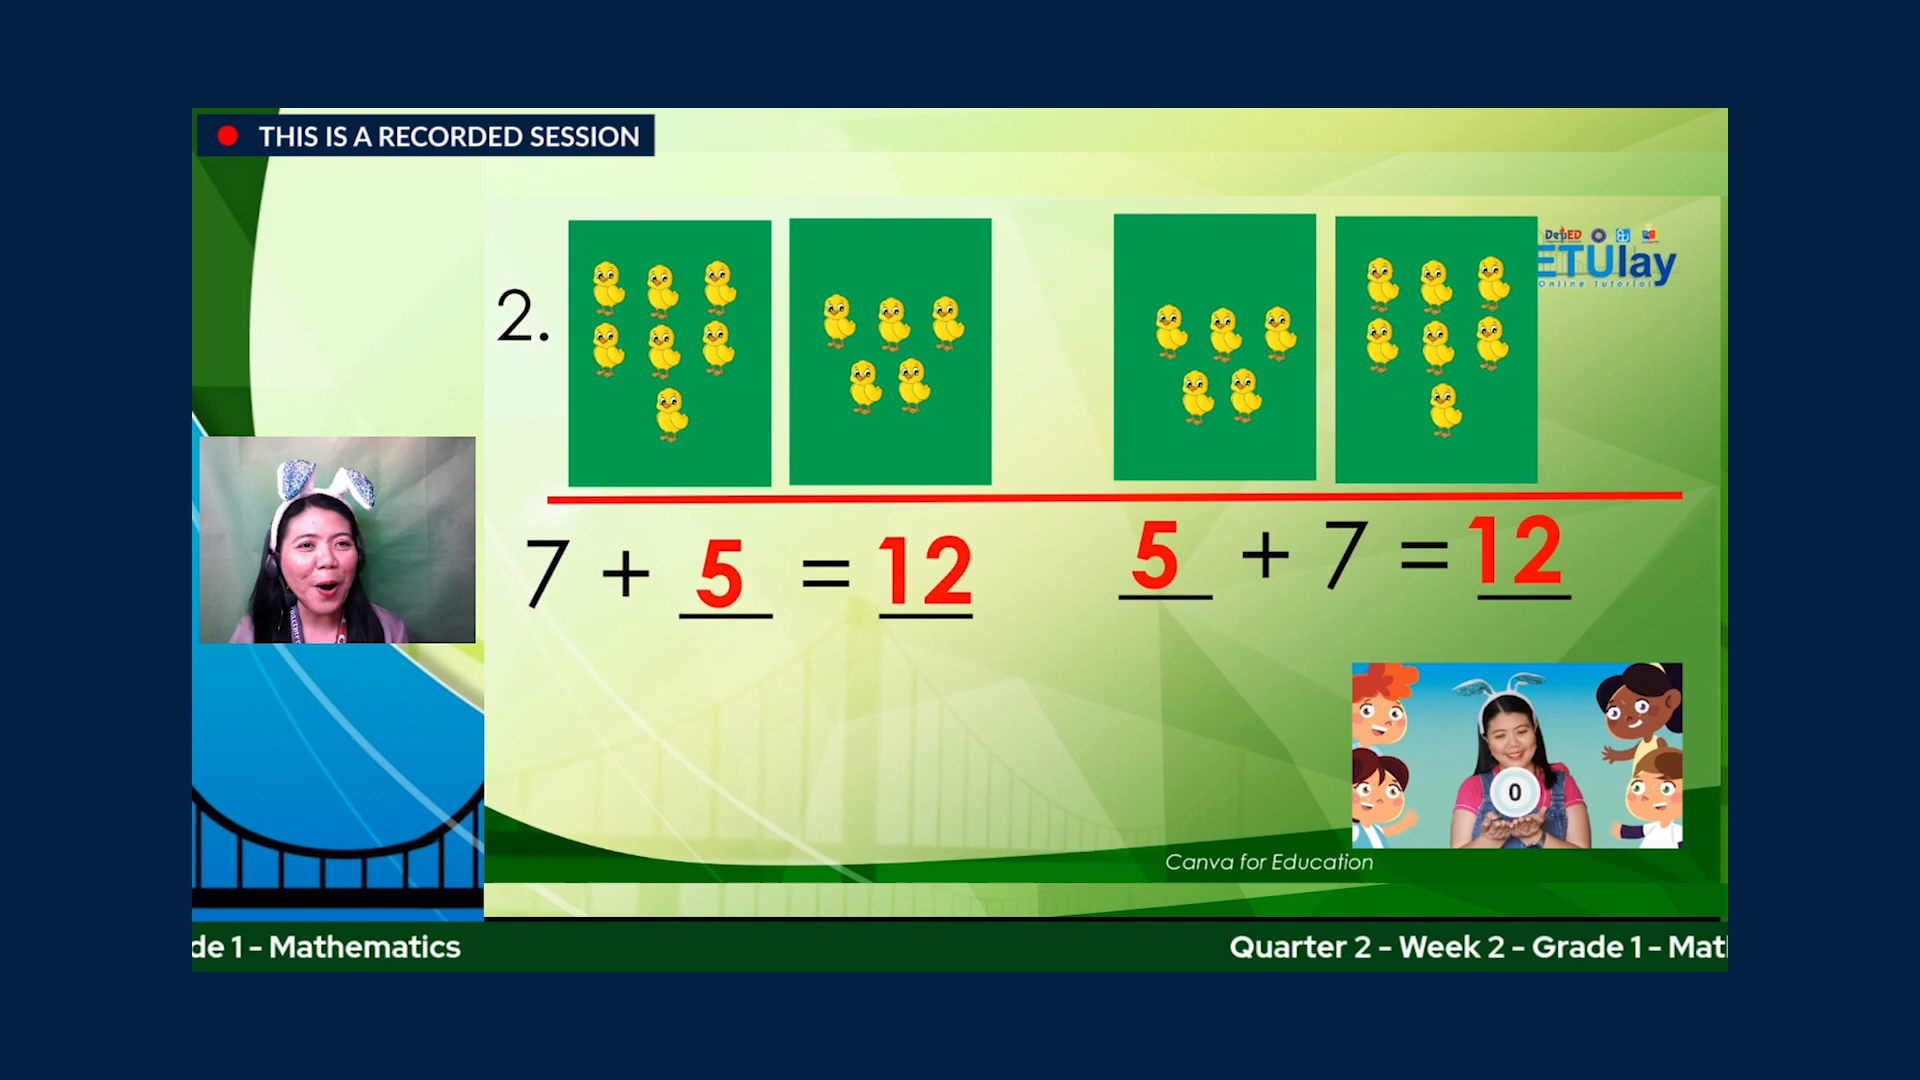 THIS IS A RECORDED SESSION
DepED
ETUlay
Online Tutorial
2.
7 + 5 = 12
5 + 7 = 12
0
Canva for Education
de 1 - Mathematics
Quarter 2 - Week 2 - Grade 1 - Mat